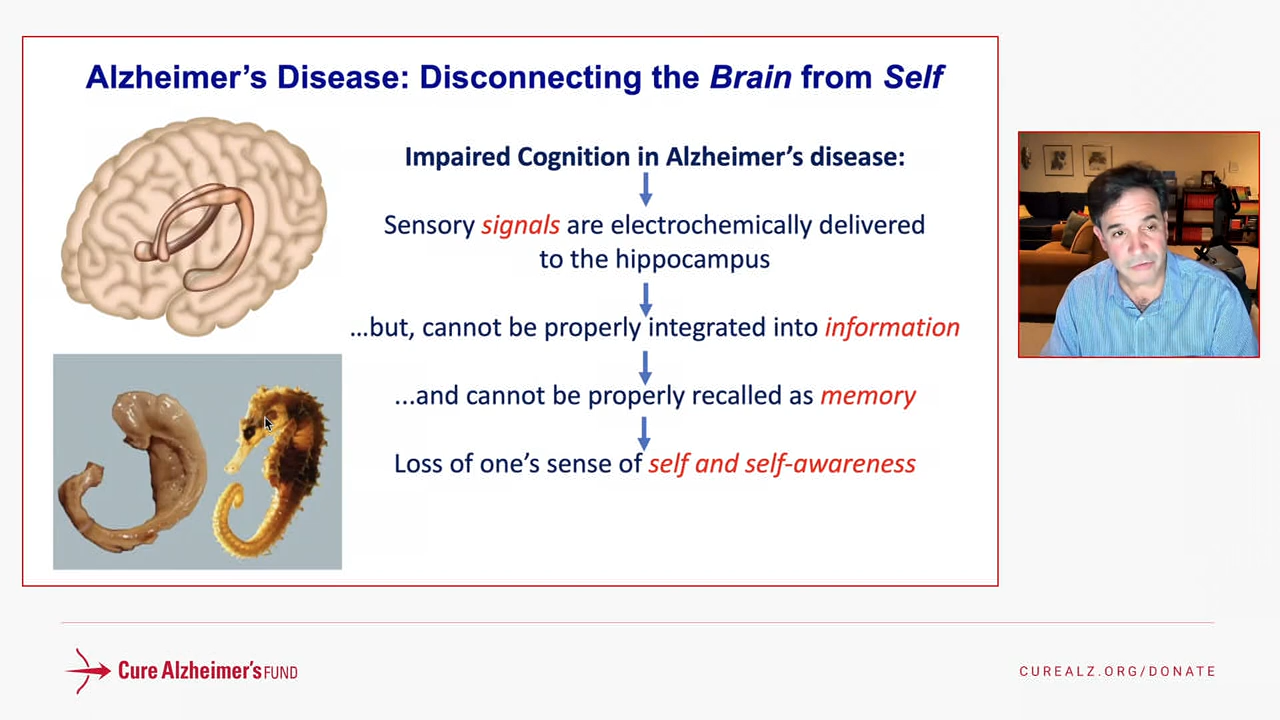 Alzheimer’s Disease: Disconnecting the Brain from Self
Impaired Cognition in Alzheimer’s disease:
Sensory signals are electrochemically delivered
to the hippocampus
...but, cannot be properly integrated into information
...and cannot be properly recalled as memory
Loss of one’s sense of self and self-awareness
Cure Alzheimer’s FUND
CUREALZ.ORG/DONATE